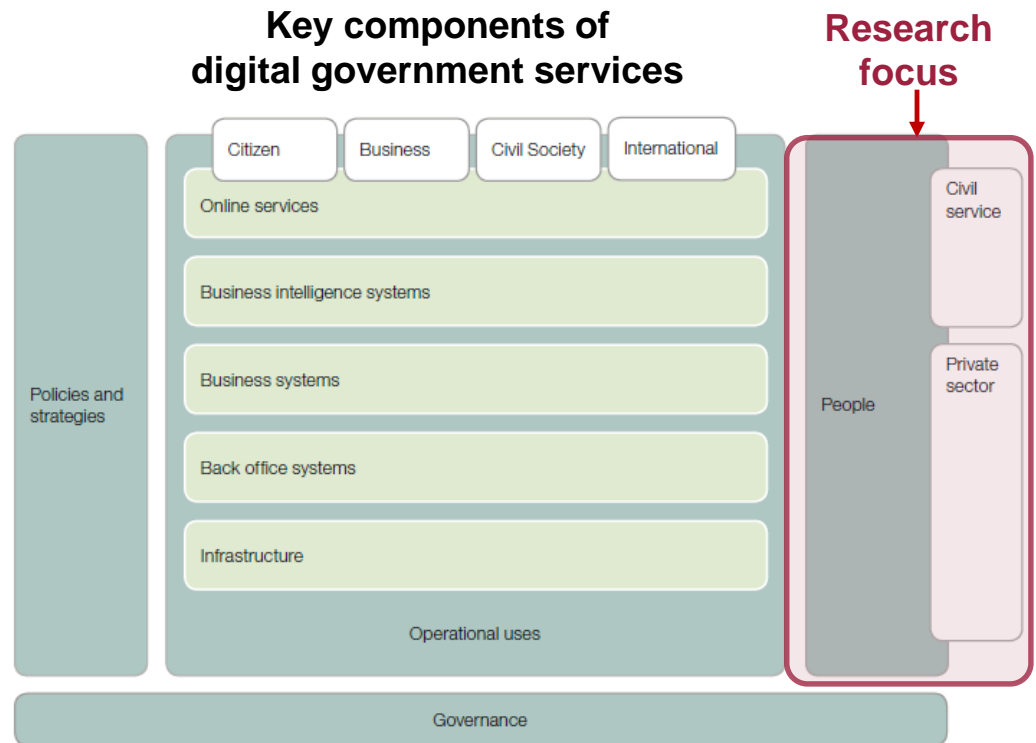 Key components of
digital government services
Research
focus
Citizen
Business
Civil Society
International
Online services
Business intelligence systems
Business systems
Back office systems
Infrastructure
Operational uses
Policies and
strategies
People
Civil
service
Private
sector
Governance